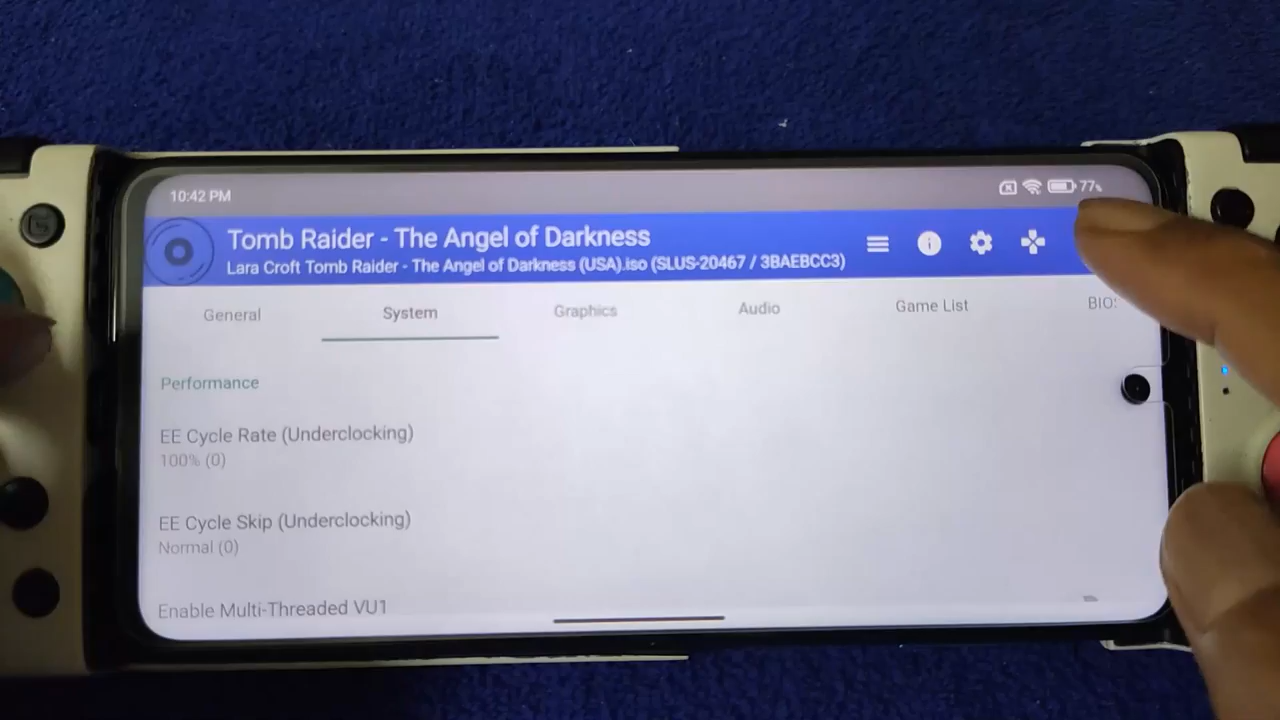 10:42 PM
77%
Tomb Raider - The Angel of Darkness
Lara Croft Tomb Raider - The Angel of Darkness (USA).iso (SLUS-20467 / 3BAEBCC3)
General System Graphics Audio Game List
Performance
EE Cycle Rate (Underclocking)
100% (0)
EE Cycle Skip (Underclocking)
Normal (0)
Enable Multi-Threaded VU1